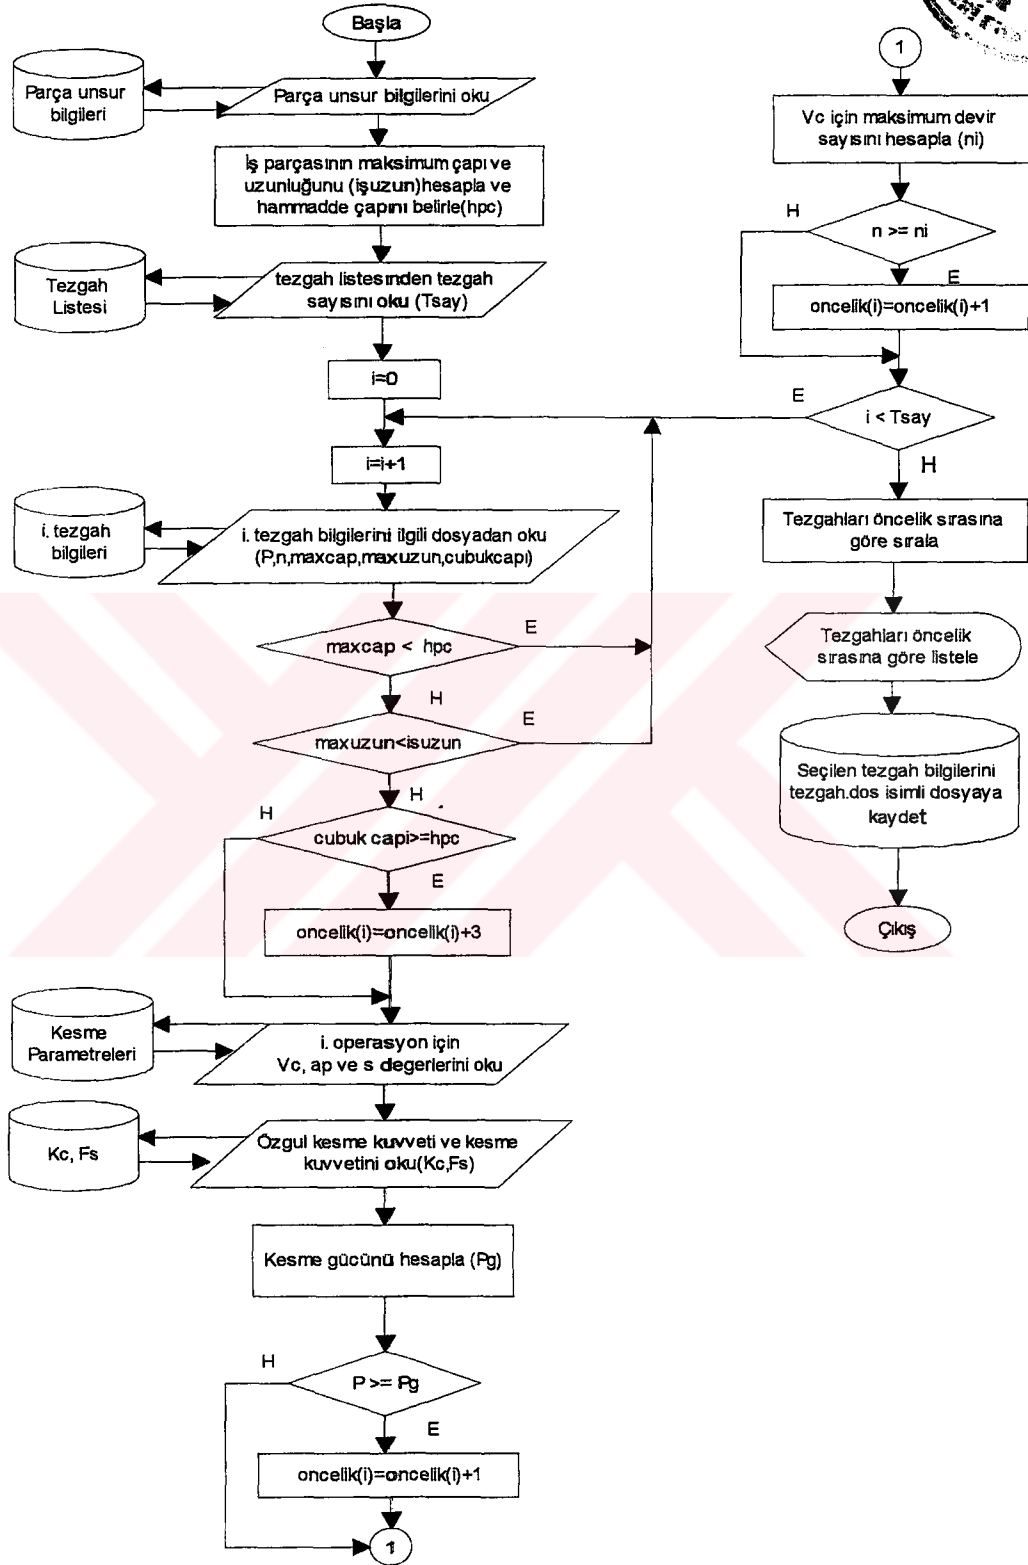 Başla
Parça unsur
bilgileri
Parça unsur bilgilerini oku
İş parçasının maksimum çapı ve
uzunluğunu (işuzun)hesapla ve
hammadde çapını belirle(hpc)
Tezgah
Listesi
tezgah listesinden tezgah
sayısını oku (Tsay)
i=0
i=i+1
i. tezgah
bilgileri
i. tezgah bilgilerini ilgili dosyadan oku
(P,n,maxcap,maxuzun,cubukcapı)
maxcap < hpc
E
H
maxuzun<isuzun
E
H
H
cubuk capi>=hpc
E
oncelik(i)=oncelik(i)+3
Kesme
Parametreleri
i. operasyon için
Vc, ap ve s degerlerini oku
Kc, Fs
Özgul kesme kuvveti ve kesme
kuvvetini oku(Kc,Fs)
Kesme gücünü hesapla (Pg)
H
P >= Pg
E
oncelik(i)=oncelik(i)+1
1
1
Vc için maksimum devir
sayısını hesapla (ni)
H
n >= ni
E
oncelik(i)=oncelik(i)+1
E
i < Tsay
H
Tezgahları öncelik sırasına
göre sırala
Tezgahları öncelik
sırasına göre listele
Seçilen tezgah bilgilerini
tezgah.dos isimli dosyaya
kaydet
Çıkış